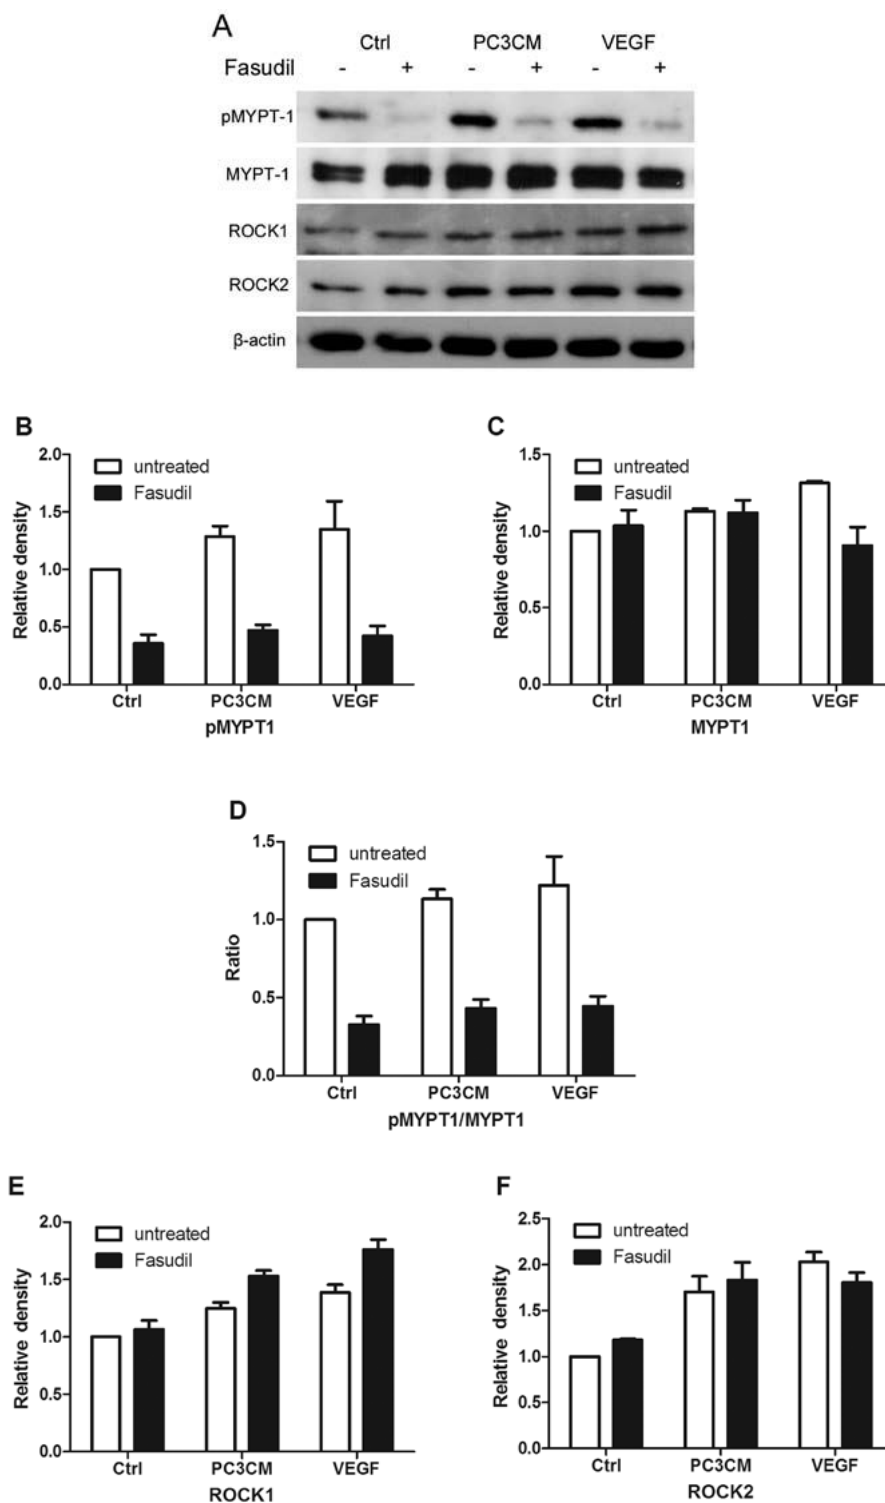 A
Ctrl PC3CM VEGF
Fasudil - + - + - +
pMYPT-1
MYPT-1
ROCK1
ROCK2
β-actin
B
2.0
1.5
1.0
0.5
0.0
Relative density
untreated
Fasudil
Ctrl PC3CM VEGF
pMYPT1
C
1.5
1.0
0.5
0.0
Relative density
untreated
Fasudil
Ctrl PC3CM VEGF
MYPT1
D
1.5
1.0
0.5
0.0
Ratio
untreated
Fasudil
Ctrl PC3CM VEGF
pMYPT1/MYPT1
E
2.0
1.5
1.0
0.5
0.0
Relative density
untreated
Fasudil
Ctrl PC3CM VEGF
ROCK1
F
2.5
2.0
1.5
1.0
0.5
0.0
Relative density
untreated
Fasudil
Ctrl PC3CM VEGF
ROCK2